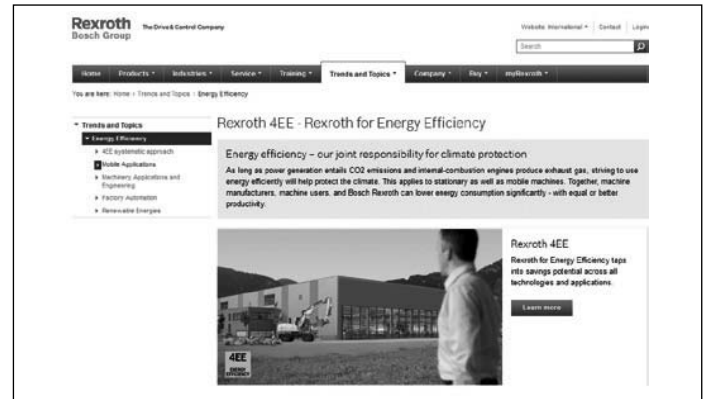 Rexroth
Bosch Group
The Drive & Control Company
Website International
Contact
Login
Search
Home
Products
Industries
Service
Training
Trends and Topics
Company
Buy
myRexroth
You are here: Home > Trends and Topics > Energy Efficiency
Trends and Topics
Energy Efficiency
4EE systematic approach
Mobile Applications
Machinery Applications and
Engineering
Factory Automation
Renewable Energies
Rexroth 4EE - Rexroth for Energy Efficiency
Energy efficiency – our joint responsibility for climate protection
As long as power generation entails CO2 emissions and internal-combustion engines produce exhaust gas, striving to use
energy efficiently will help protect the climate. This applies to stationary as well as mobile machines. Together, machine
manufacturers, machine users, and Bosch Rexroth can lower energy consumption significantly - with equal or better
productivity.
Rexroth 4EE
Rexroth for Energy Efficiency taps
into savings potential across all
technologies and applications.
Learn more
4EE
ENERGY
EFFICIENCY